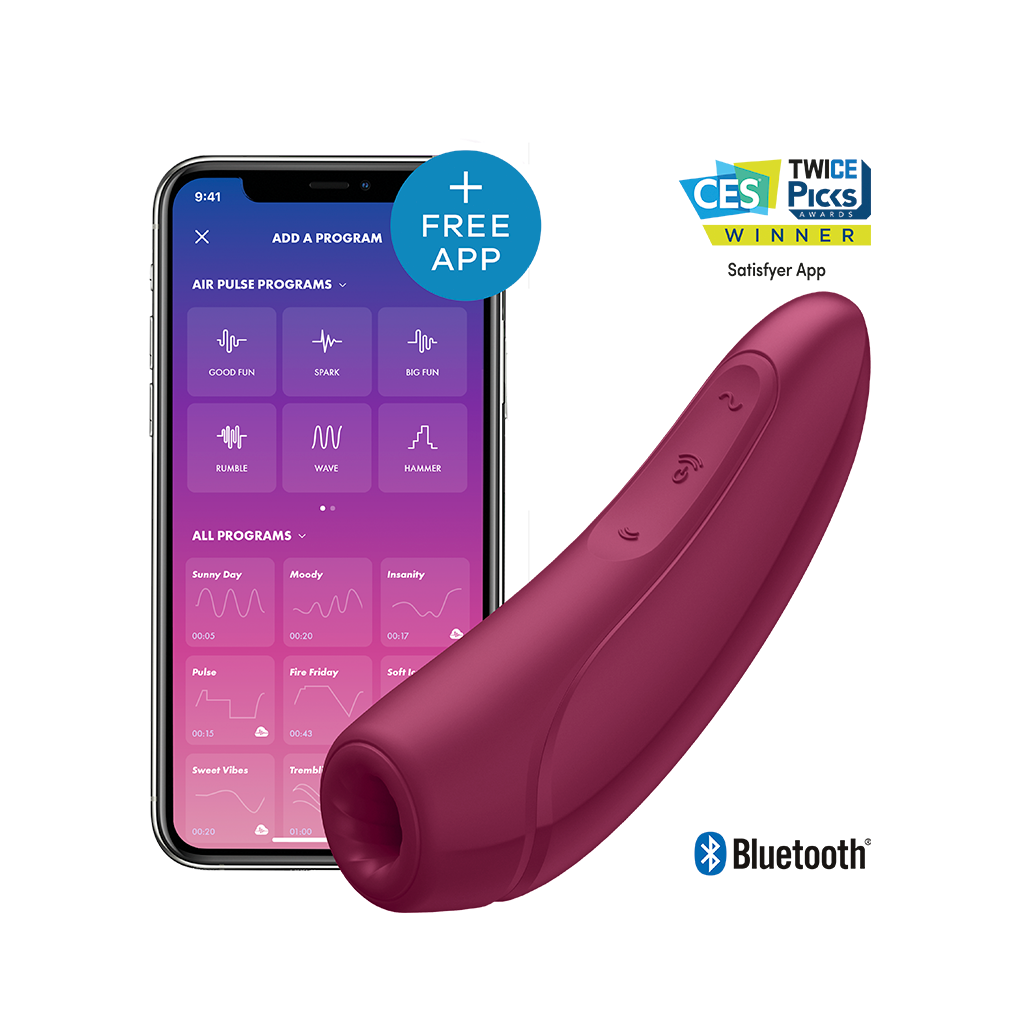 9:41
ADD A PROGRAM
+
FREE
APP
AIR PULSE PROGRAMS
GOOD FUN
SPARK
BIG FUN
RUMBLE
WAVE
HAMMER
ALL PROGRAMS
Sunny Day
Moody
Insanity
00:05
00:20
00:17
Pulse
Fire Friday
Soft
00:15
00:43
Sweet Vibes
00:20
01:00
CES®
TWICE
Picks
AWARDS
WINNER
Satisfyer App
Bluetooth®